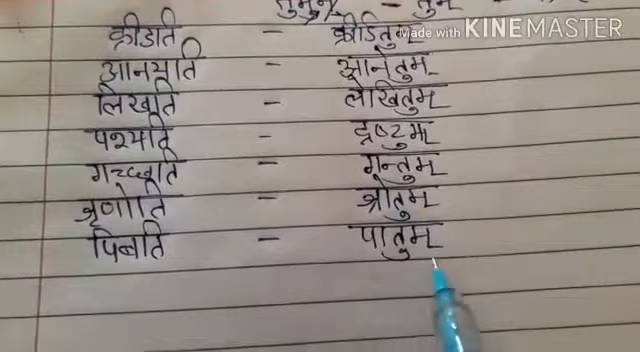 तुमुन् - तुम्
क्रीडति - क्रीडितुम्
Made with KINEMASTER
आनयति - आनेतुम्
लिखति - लेखितुम्
पश्यति - द्रष्टुम्
गच्छति - गन्तुम्
श्रृणोति - श्रोतुम्
पिबति - पातुम्